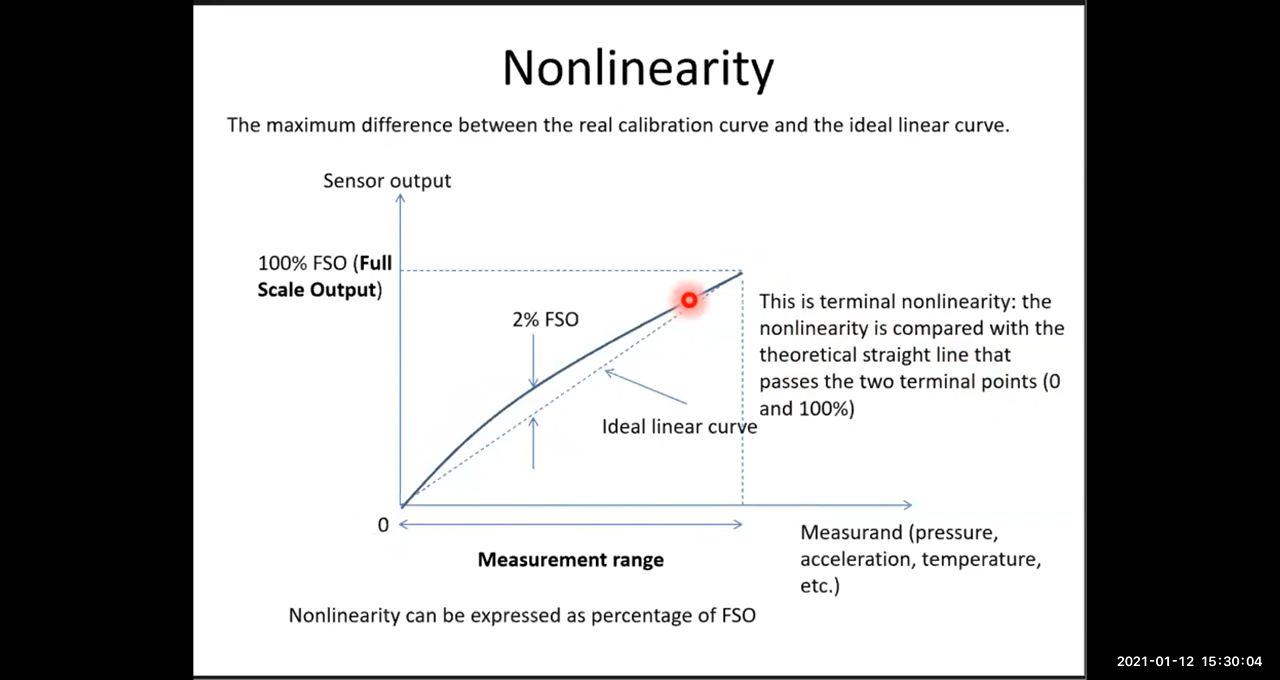 Nonlinearity
The maximum difference between the real calibration curve and the ideal linear curve.
Sensor output
100% FSO (Full
Scale Output)
2% FSO
This is terminal nonlinearity: the
nonlinearity is compared with the
theoretical straight line that
passes the two terminal points (0
and 100%)
Ideal linear curve
0
Measurement range
Measurand (pressure,
acceleration, temperature,
etc.)
Nonlinearity can be expressed as percentage of FSO
2021-01-12 15:30:04